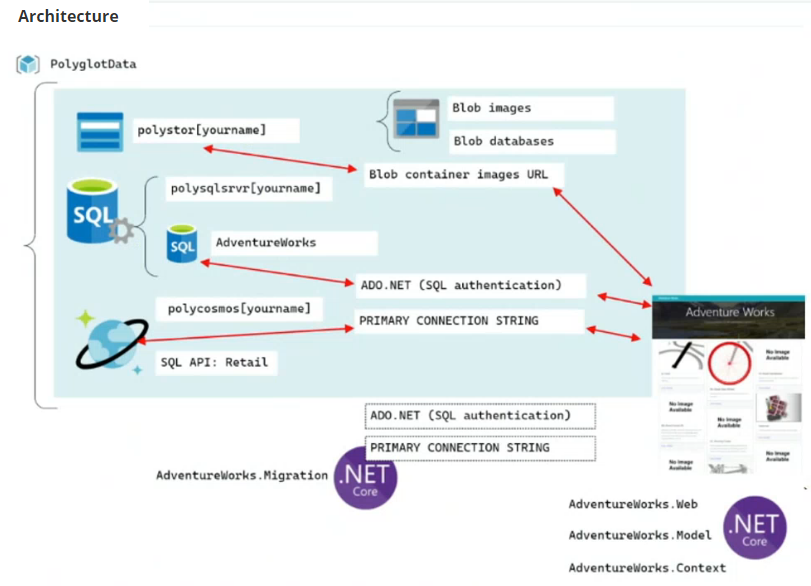 Architecture
PolyglotData
polystor[yourname]
Blob images
Blob databases
Blob container images URL
polysqlsrvr[yourname]
SQL
SQL
AdventureWorks
ADO.NET (SQL authentication)
polycosmos[yourname]
PRIMARY CONNECTION STRING
SQL API: Retail
Adventure Works
No Image Available
No Image Available
No Image Available
No Image Available
No Image Available
ADO.NET (SQL authentication)
PRIMARY CONNECTION STRING
AdventureWorks.Migration
.NET
Core
AdventureWorks.Web
AdventureWorks.Model
AdventureWorks.Context
.NET
Core